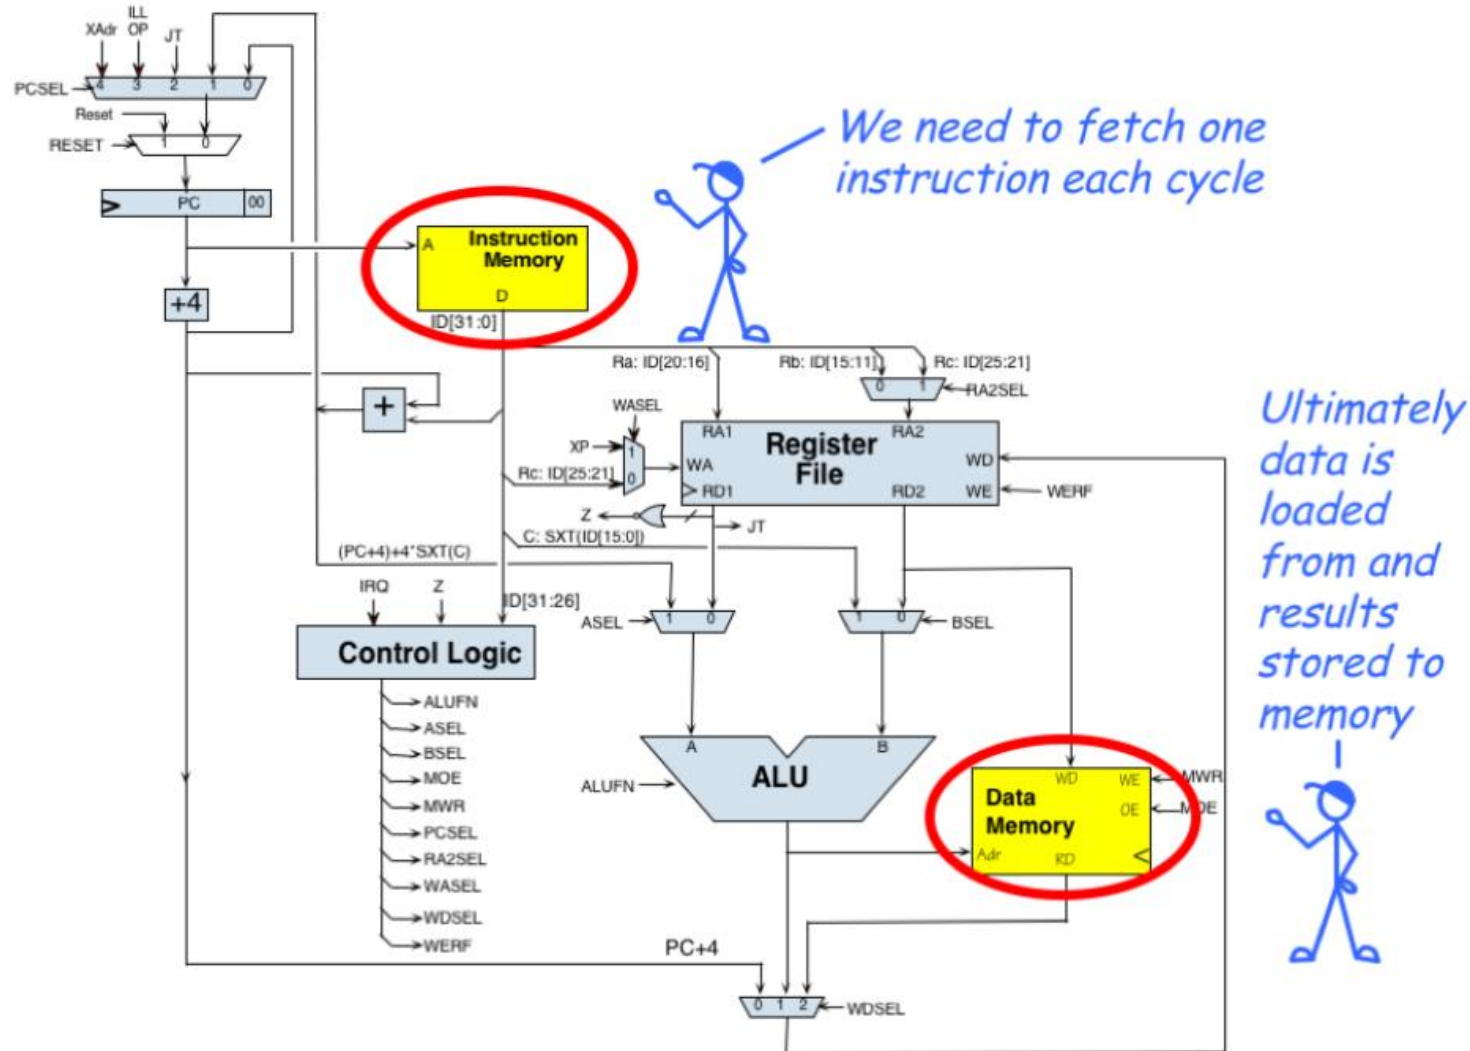 XAdr
ILL
OP
JT
PCSEL
4 3 2 1 0
Reset
RESET
1 0
PC 00
+4
A Instruction
Memory
D
ID[31:0]
We need to fetch one
instruction each cycle
Ra: ID[20:16]
Rb: ID[15:11]
Rc: ID[25:21]
0 1
RA2SEL
+
WASEL
XP
1
0
Rc: ID[25:21]
RA1
RA2
Register
File
WA
WD
RD1
RD2
WE
WERF
Z
JT
C: SXT(ID[15:0])
(PC+4)+4*SXT(C)
IRQ
Z
ID[31:26]
ASEL
1 0
1 0
BSEL
Control Logic
ALUFN
ASEL
BSEL
MOE
MWR
PCSEL
RA2SEL
WASEL
WDSEL
WERF
A
B
ALU
ALUFN
WD
WE
MWR
OE
MOE
Data
Memory
Adr
RD
PC+4
0 1 2
WDSEL
Ultimately
data is
loaded
from and
results
stored to
memory